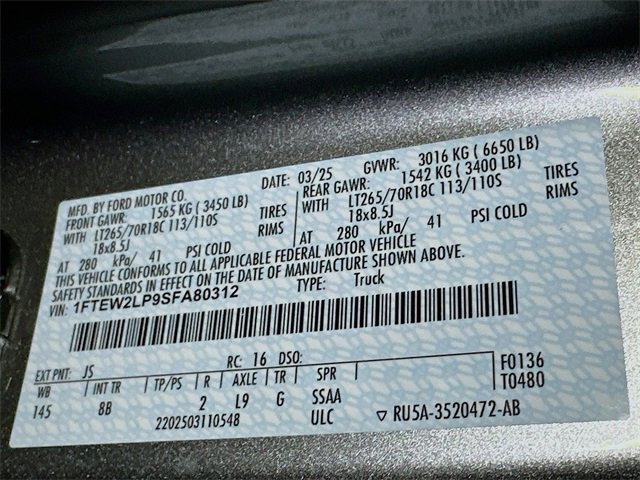 MFD. BY FORD MOTOR CO.
DATE: 03/25 GVWR: 3016 KG ( 6650 LB)
FRONT GAWR: 1565 KG ( 3450 LB) REAR GAWR: 1542 KG ( 3400 LB)
WITH LT265/70R18C 113/110S TIRES WITH LT265/70R18C 113/110S TIRES
18x8.5J RIMS 18x8.5J RIMS
AT 280 kPa/ 41 PSI COLD AT 280 kPa/ 41 PSI COLD
THIS VEHICLE CONFORMS TO ALL APPLICABLE FEDERAL MOTOR VEHICLE
SAFETY STANDARDS IN EFFECT ON THE DATE OF MANUFACTURE SHOWN ABOVE.
VIN: 1FTEW2LP9SFA80312 TYPE: Truck
EXT PNT: JS RC: 16 DSO: F0136
WB INT TR TP/PS R AXLE TR SPR T0480
145 8B 2 L9 G SSAA
2202503110548 ULC ▽ RU5A-3520472-AB